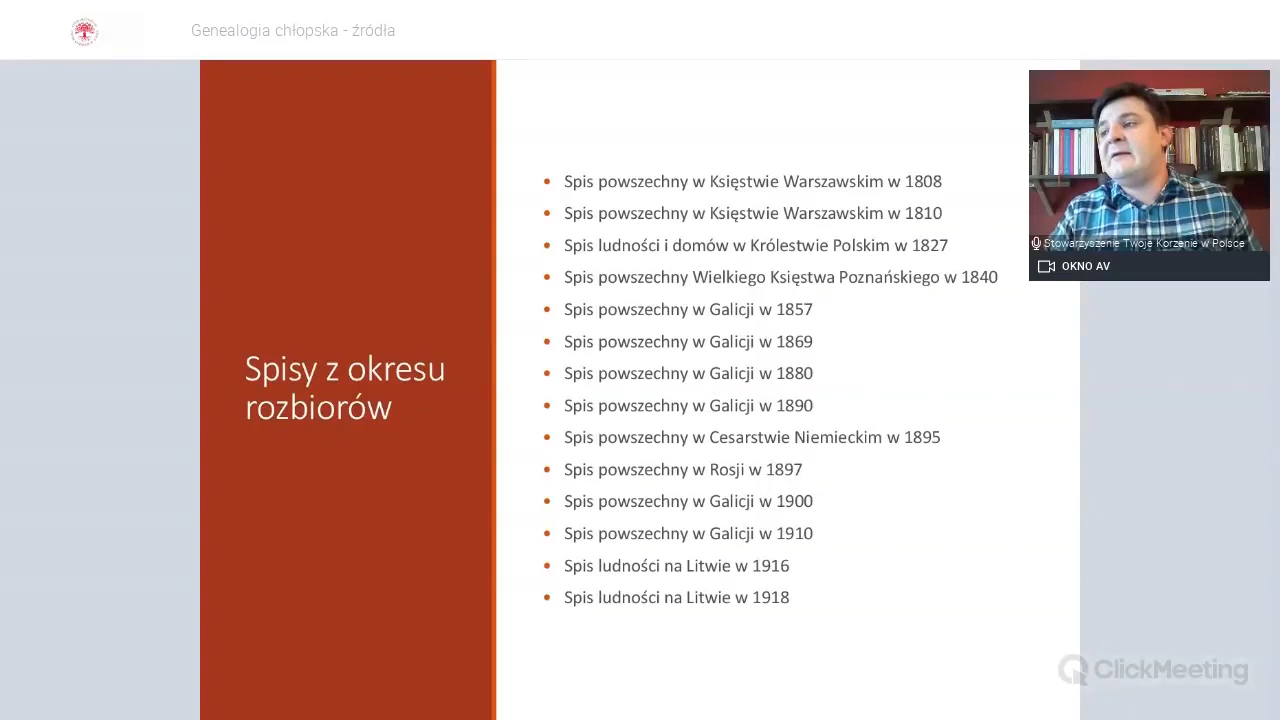 Genealogia chłopska - źródła
Spisy z okresu
rozbiorów
• Spis powszechny w Księstwie Warszawskim w 1808
• Spis powszechny w Księstwie Warszawskim w 1810
• Spis ludności i domów w Królestwie Polskim w 1827
• Spis powszechny Wielkiego Księstwa Poznańskiego w 1840
• Spis powszechny w Galicji w 1857
• Spis powszechny w Galicji w 1869
• Spis powszechny w Galicji w 1880
• Spis powszechny w Galicji w 1890
• Spis powszechny w Cesarstwie Niemieckim w 1895
• Spis powszechny w Rosji w 1897
• Spis powszechny w Galicji w 1900
• Spis powszechny w Galicji w 1910
• Spis ludności na Litwie w 1916
• Spis ludności na Litwie w 1918
Stowarzyszenie Twoje Korzenie w Polsce
OKNO AV
ClickMeeting